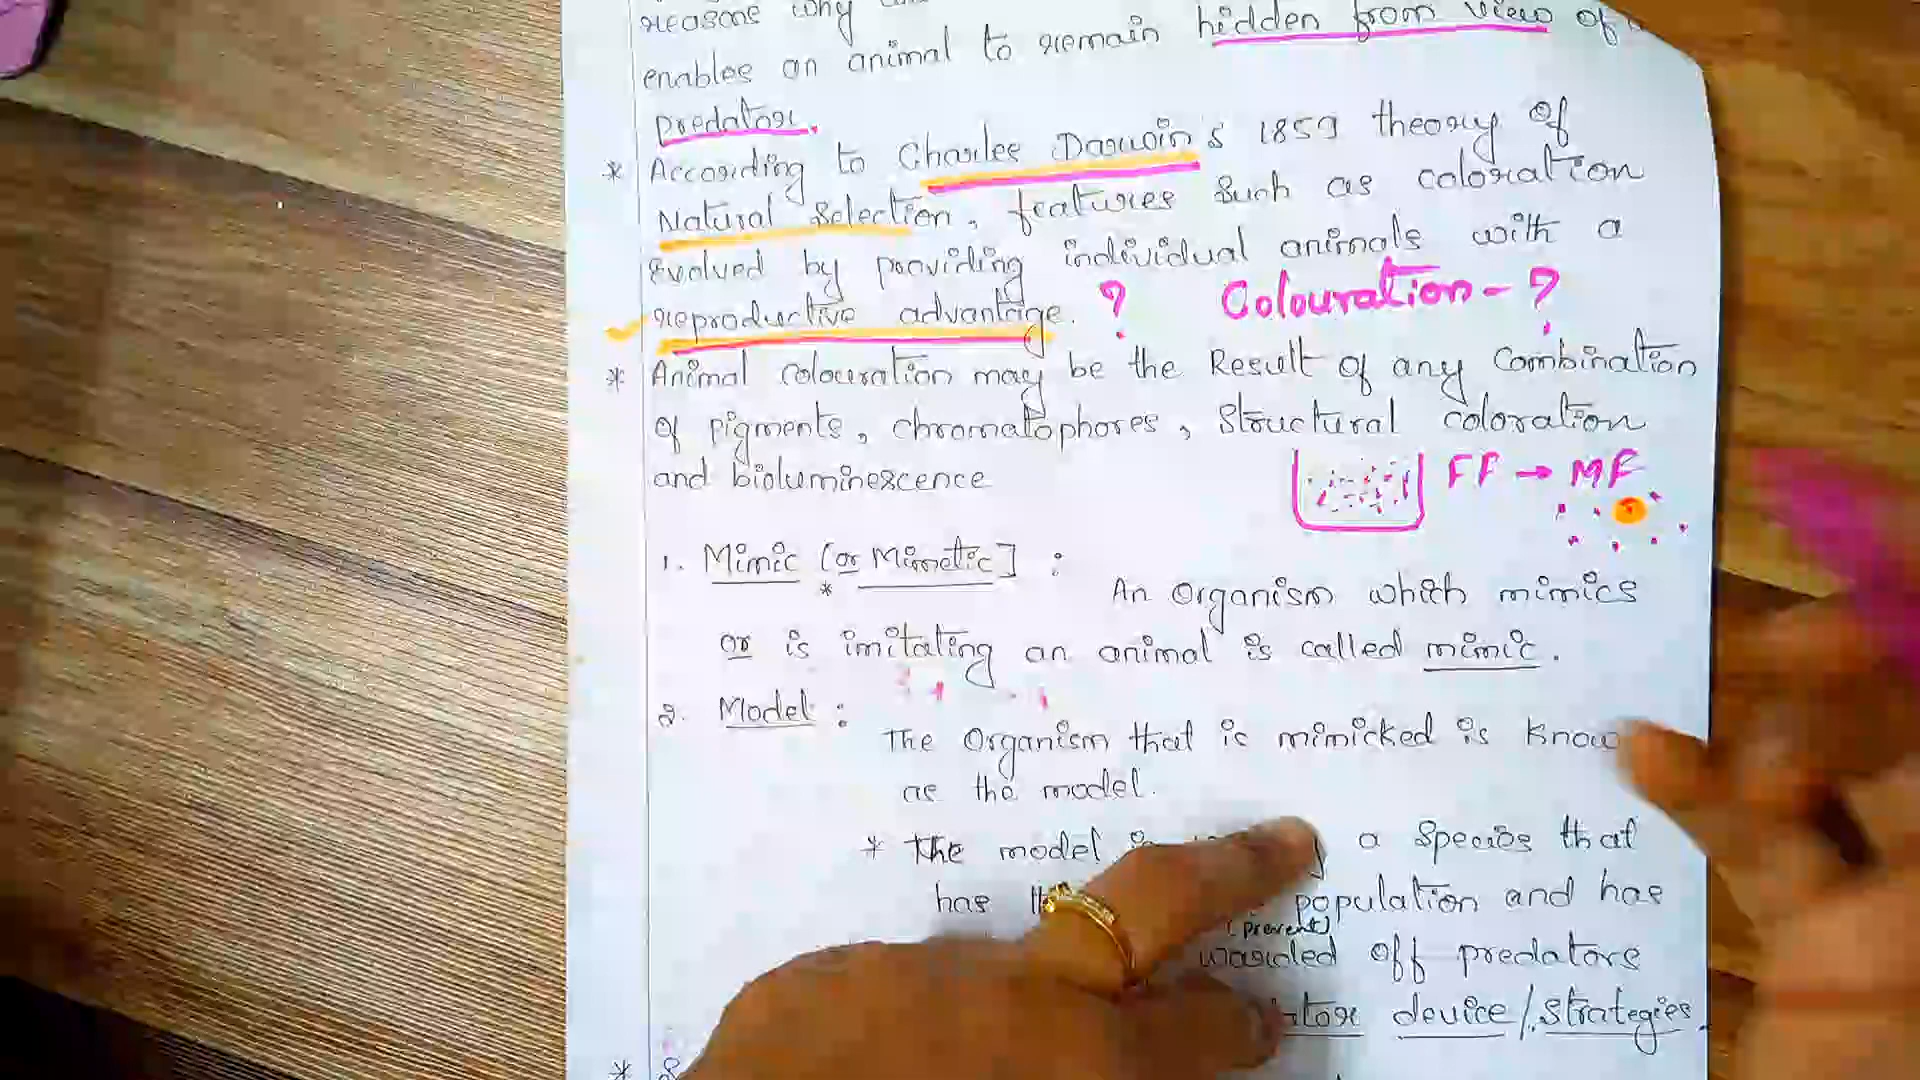 reasons why
enables an animal to remain hidden from view of
predator.
* According to Charles Darwin's 1859 theory of
Natural Selection, features such as coloration
Evolved by providing individual animals with a
reproductive advantage. ? Colouration - ?
* Animal colouration may be the Result of any Combination
of pigments, chromatophores, Structural coloration
and bioluminescence
FF → MF
1. Mimic [or Mimetic] :
*
An Organism which mimics
or is imitating an animal is called mimic.
2. Model :
The Organism that is mimicked is Know
as the model.
* The model a Species that
has population and has
(prevent)
warded off predators
device/strategies.
*